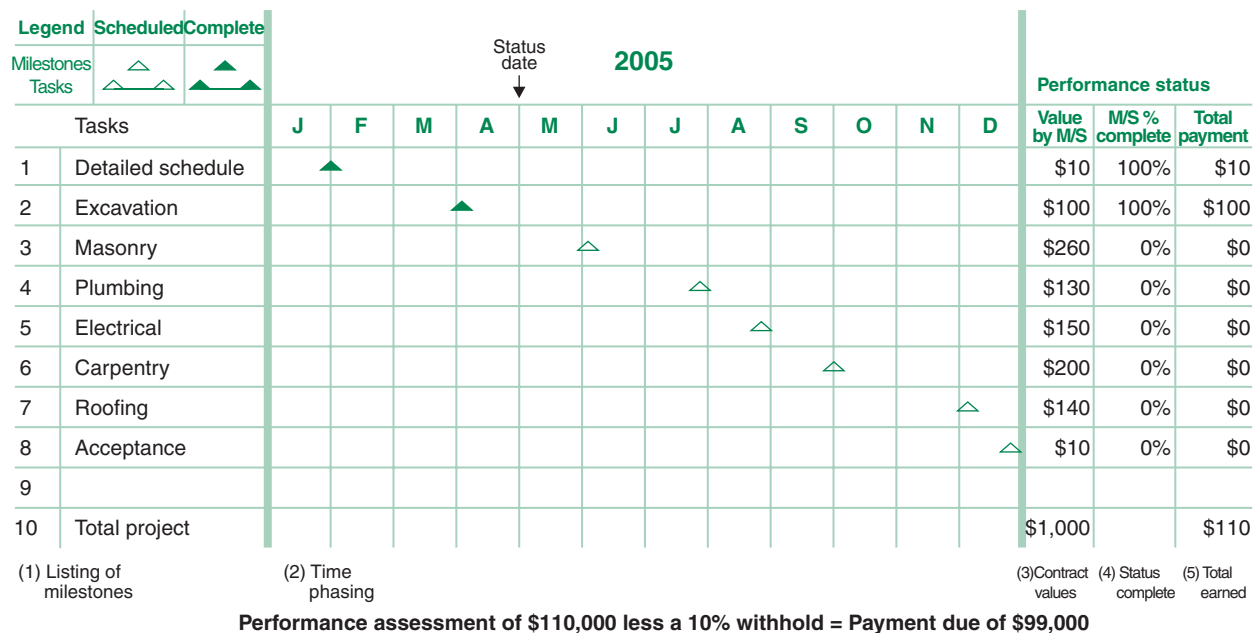 Legend Scheduled Complete
Milestones
Tasks
Status
date
2005
Performance status
Tasks J F M A M J J A S O N D Value by M/S M/S % complete Total payment
1 Detailed schedule $10 100% $10
2 Excavation $100 100% $100
3 Masonry $260 0% $0
4 Plumbing $130 0% $0
5 Electrical $150 0% $0
6 Carpentry $200 0% $0
7 Roofing $140 0% $0
8 Acceptance $10 0% $0
9
10 Total project $1,000 $110
(1) Listing of milestones
(2) Time phasing
(3)Contract values
(4) Status complete
(5) Total earned
Performance assessment of $110,000 less a 10% withhold = Payment due of $99,000